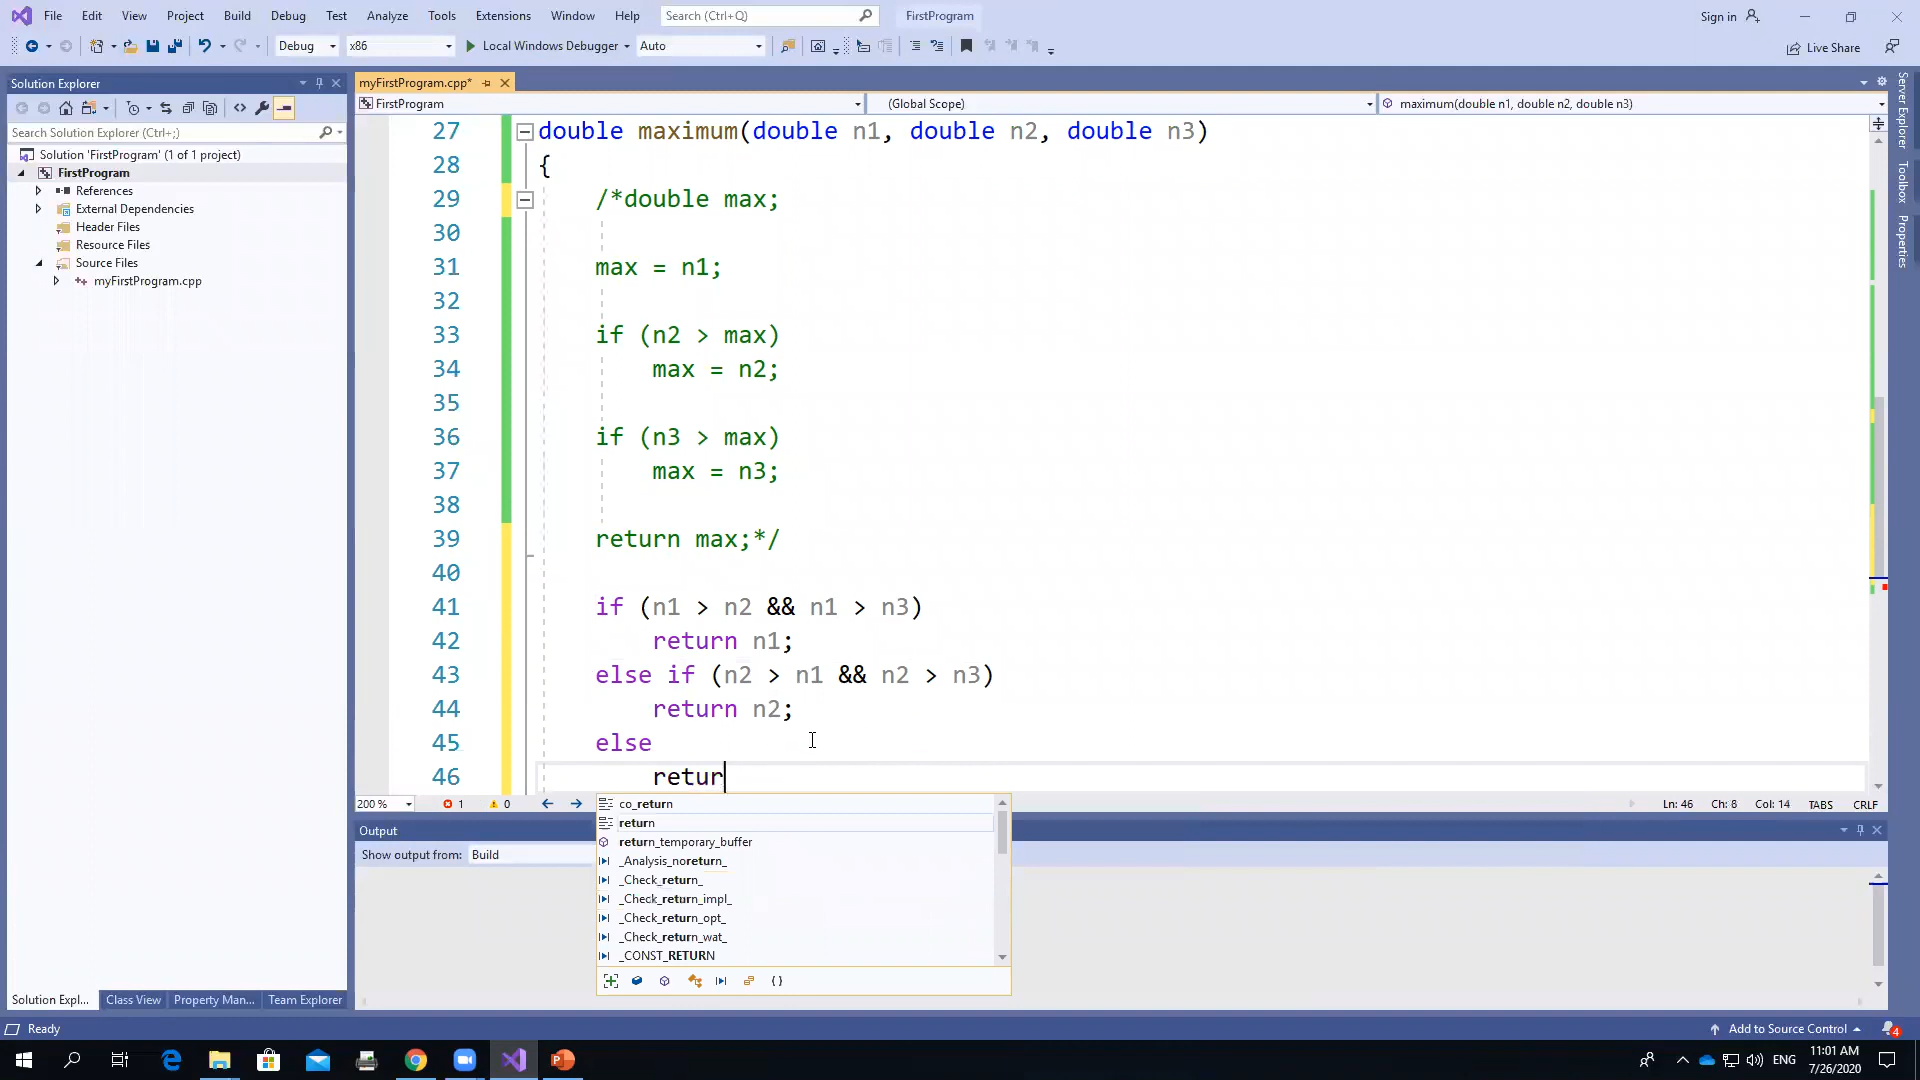 File Edit View Project Build Debug Test Analyze Tools Extensions Window Help Search (Ctrl+Q) FirstProgram Sign in
Debug x86 Local Windows Debugger Auto Live Share
Solution Explorer
Search Solution Explorer (Ctrl+;)
Solution 'FirstProgram' (1 of 1 project)
FirstProgram
References
External Dependencies
Header Files
Resource Files
Source Files
myFirstProgram.cpp
Solution Expl... Class View Property Man... Team Explorer
myFirstProgram.cpp*
FirstProgram (Global Scope) maximum(double n1, double n2, double n3)
27 double maximum(double n1, double n2, double n3)
28 {
29 /*double max;
30
31 max = n1;
32
33 if (n2 > max)
34 max = n2;
35
36 if (n3 > max)
37 max = n3;
38
39 return max;*/
40
41 if (n1 > n2 && n1 > n3)
42 return n1;
43 else if (n2 > n1 && n2 > n3)
44 return n2;
45 else
46 retur
200 % 1 0 Ln: 46 Ch: 8 Col: 14 TABS CRLF
co_return
return
return_temporary_buffer
_Analysis_noreturn_
_Check_return_
_Check_return_impl_
_Check_return_opt_
_Check_return_wat_
_CONST_RETURN
{}
Output
Show output from: Build
Server Explorer
Toolbox
Properties
Ready Add to Source Control 4
ENG 11:01 AM
7/26/2020